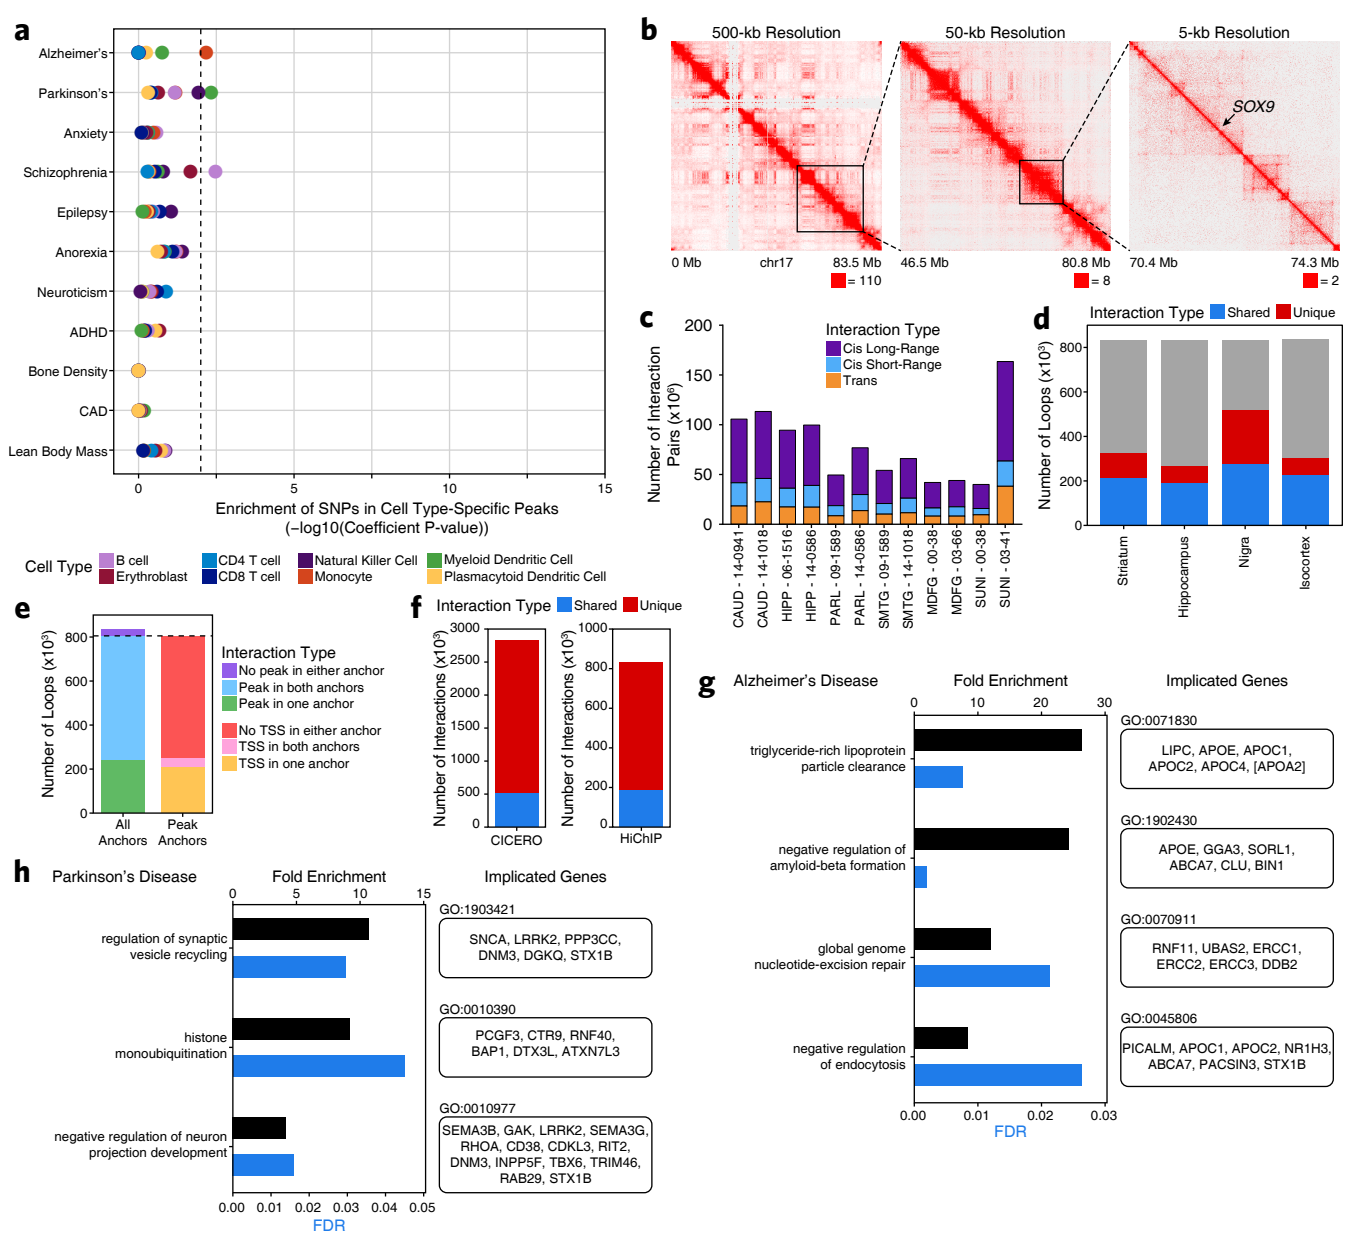 a
Alzheimer's
Parkinson's
Anxiety
Schizophrenia
Epilepsy
Anorexia
Neuroticism
ADHD
Bone Density
CAD
Lean Body Mass
0 5 10 15
Enrichment of SNPs in Cell Type-Specific Peaks
(−log10(Coefficient P-value))
Cell Type
B cell
Erythroblast
CD4 T cell
CD8 T cell
Natural Killer Cell
Monocyte
Myeloid Dendritic Cell
Plasmacytoid Dendritic Cell
b
500-kb Resolution
50-kb Resolution
5-kb Resolution
SOX9
0 Mb chr17 83.5 Mb
= 110
46.5 Mb 80.8 Mb
= 8
70.4 Mb 74.3 Mb
= 2
c
Number of Interaction
Pairs (x10⁶)
200
150
100
50
0
Interaction Type
Cis Long-Range
Cis Short-Range
Trans
CAUD - 14-0941
CAUD - 14-1018
HIPP - 06-1516
HIPP - 14-0586
PARL - 09-1589
PARL - 14-0586
SMTG - 09-1589
SMTG - 14-1018
MDFG - 00-38
MDFG - 03-66
SUNI - 00-38
SUNI - 03-41
d
Interaction Type Shared Unique
Number of Loops (x10³)
800
600
400
200
0
Striatum
Hippocampus
Nigra
Isocortex
e
Number of Loops (x10³)
800
600
400
200
0
All
Anchors
Peak
Anchors
Interaction Type
No peak in either anchor
Peak in both anchors
Peak in one anchor
No TSS in either anchor
TSS in both anchors
TSS in one anchor
f
Interaction Type Shared Unique
Number of Interactions (x10³)
3000
2500
2000
1500
1000
500
0
CICERO
Number of Interactions (x10³)
1000
800
600
400
200
0
HiChIP
g
Alzheimer's Disease
Fold Enrichment
Implicated Genes
0 10 20 30
triglyceride-rich lipoprotein
particle clearance
GO:0071830
LIPC, APOE, APOC1,
APOC2, APOC4, [APOA2]
negative regulation of
amyloid-beta formation
GO:1902430
APOE, GGA3, SORL1,
ABCA7, CLU, BIN1
global genome
nucleotide-excision repair
GO:0070911
RNF11, UBAS2, ERCC1,
ERCC2, ERCC3, DDB2
negative regulation
of endocytosis
GO:0045806
PICALM, APOC1, APOC2, NR1H3,
ABCA7, PACSIN3, STX1B
0.00 0.01 0.02 0.03
FDR
h
Parkinson's Disease
Fold Enrichment
Implicated Genes
0 5 10 15
regulation of synaptic
vesicle recycling
GO:1903421
SNCA, LRRK2, PPP3CC,
DNM3, DGKQ, STX1B
histone
monoubiquitination
GO:0010390
PCGF3, CTR9, RNF40,
BAP1, DTX3L, ATXN7L3
negative regulation of neuron
projection development
GO:0010977
SEMA3B, GAK, LRRK2, SEMA3G,
RHOA, CD38, CDKL3, RIT2,
DNM3, INPP5F, TBX6, TRIM46,
RAB29, STX1B
0.00 0.01 0.02 0.03 0.04 0.05
FDR